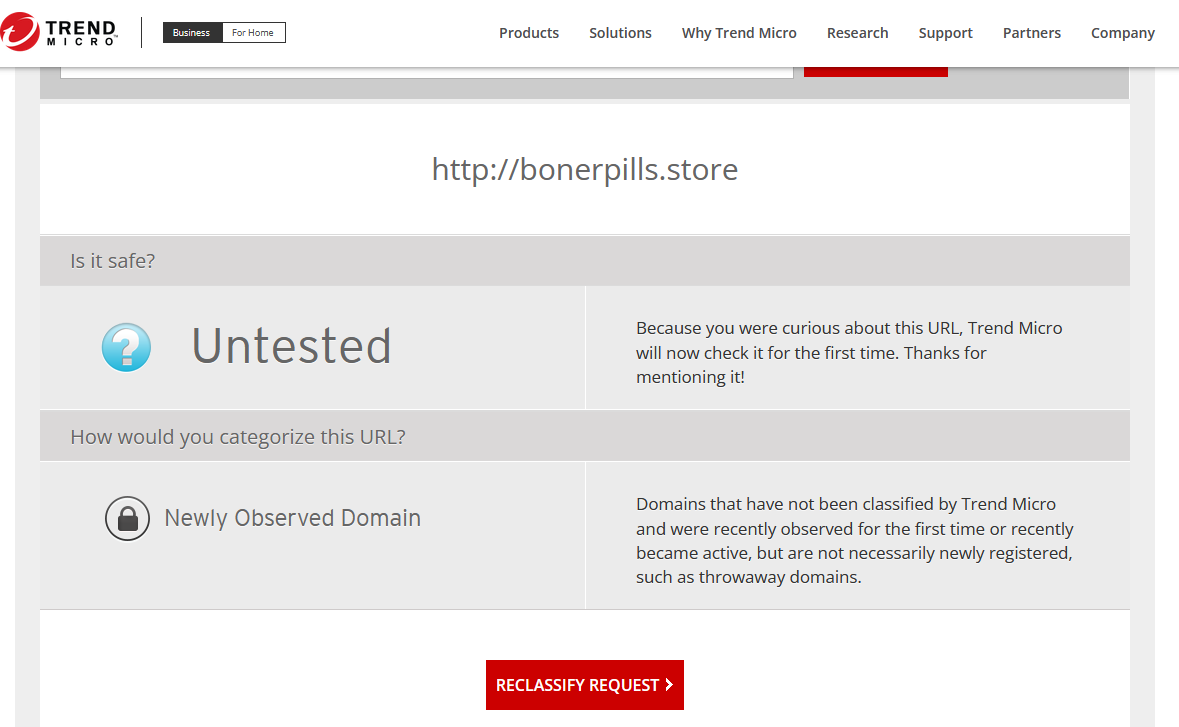 TREND
MICRO™
Business For Home
Products Solutions Why Trend Micro Research Support Partners Company
http://bonerpills.store
Is it safe?
Untested
Because you were curious about this URL, Trend Micro
will now check it for the first time. Thanks for
mentioning it!
How would you categorize this URL?
Newly Observed Domain
Domains that have not been classified by Trend Micro
and were recently observed for the first time or recently
became active, but are not necessarily newly registered,
such as throwaway domains.
RECLASSIFY REQUEST